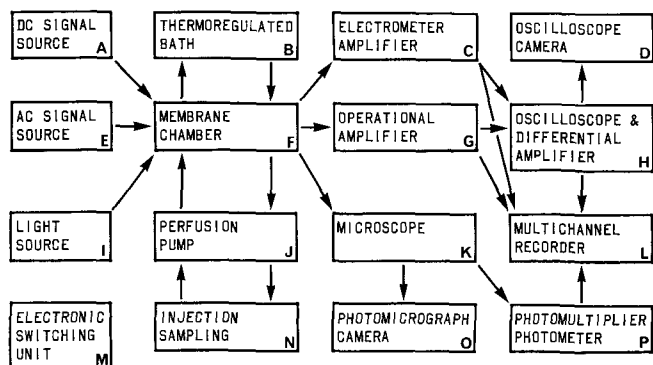 DC SIGNAL
SOURCE A
THERMOREGULATED
BATH B
ELECTROMETER
AMPLIFIER C
OSCILLOSCOPE
CAMERA D
AC SIGNAL
SOURCE E
MEMBRANE
CHAMBER F
OPERATIONAL
AMPLIFIER G
OSCILLOSCOPE &
DIFFERENTIAL
AMPLIFIER H
LIGHT
SOURCE I
PERFUSION
PUMP J
MICROSCOPE
K
MULTICHANNEL
RECORDER L
ELECTRONIC
SWITCHING
UNIT M
INJECTION
SAMPLING N
PHOTOMICROGRAPH
CAMERA O
PHOTOMULTIPLIER
PHOTOMETER P